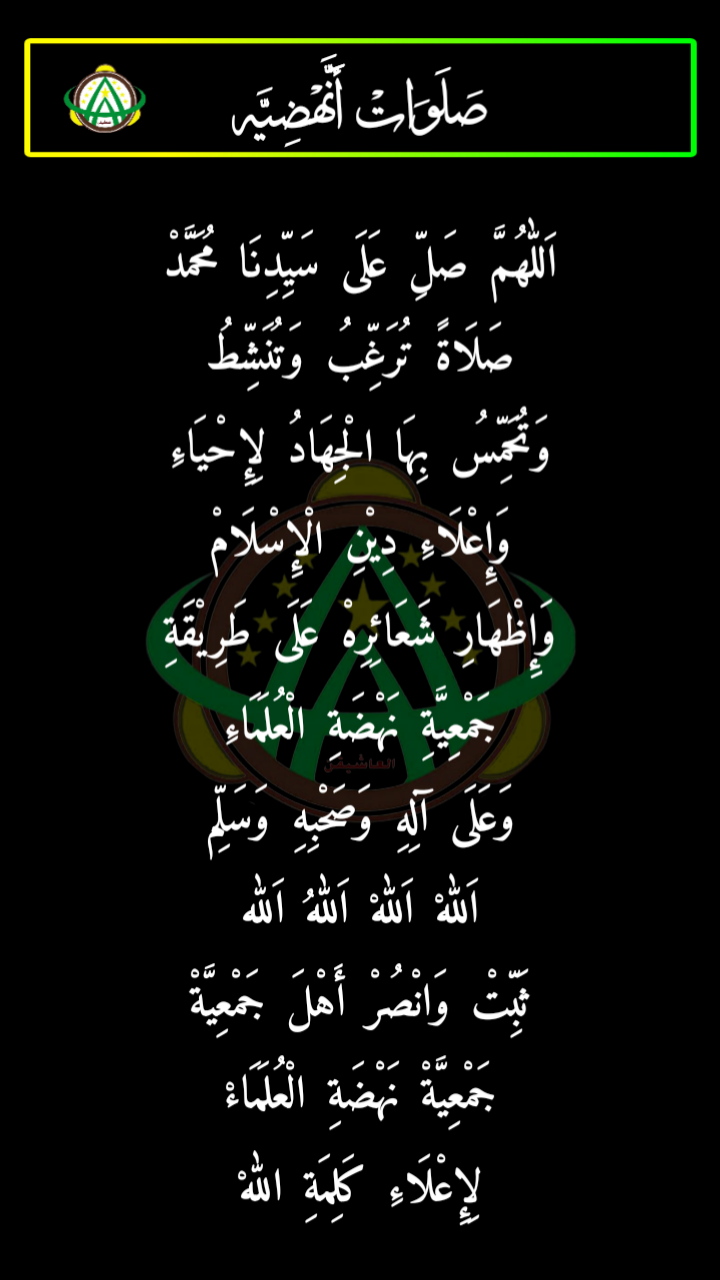 صَلَوَاتْ أَنَّهْضِيَّه
اَللّٰهُمَّ صَلِّ عَلَى سَيِّدِنَا مُحَمَّدْ
صَلَاةً تُرَغِّبُ وَتُنَشِّطُ
وَتُحَمِّسُ بِهَا الْجِهَادُ لِإِحْيَاءِ
وَإِعْلَاءِ دِيْنِ الْإِسْلَامْ
وَإِظْهَارِ شَعَائِرِهْ عَلَى طَرِيْقَةِ
جَمْعِيَّةِ نَهْضَةِ الْعُلَمَاءِ
العاشيقين
وَعَلَى آلِهِ وَصَحْبِهِ وَسَلِّم
اَللّٰهْ اَللّٰهْ اَللّٰهُ اَللّٰه
ثَبِّتْ وَانْصُرْ أَهْلَ جَمْعِيَّةْ
جَمْعِيَّةْ نَهْضَةِ الْعُلَمَاءْ
لِإِعْلَاءِ كَلِمَةِ اللّٰهْ